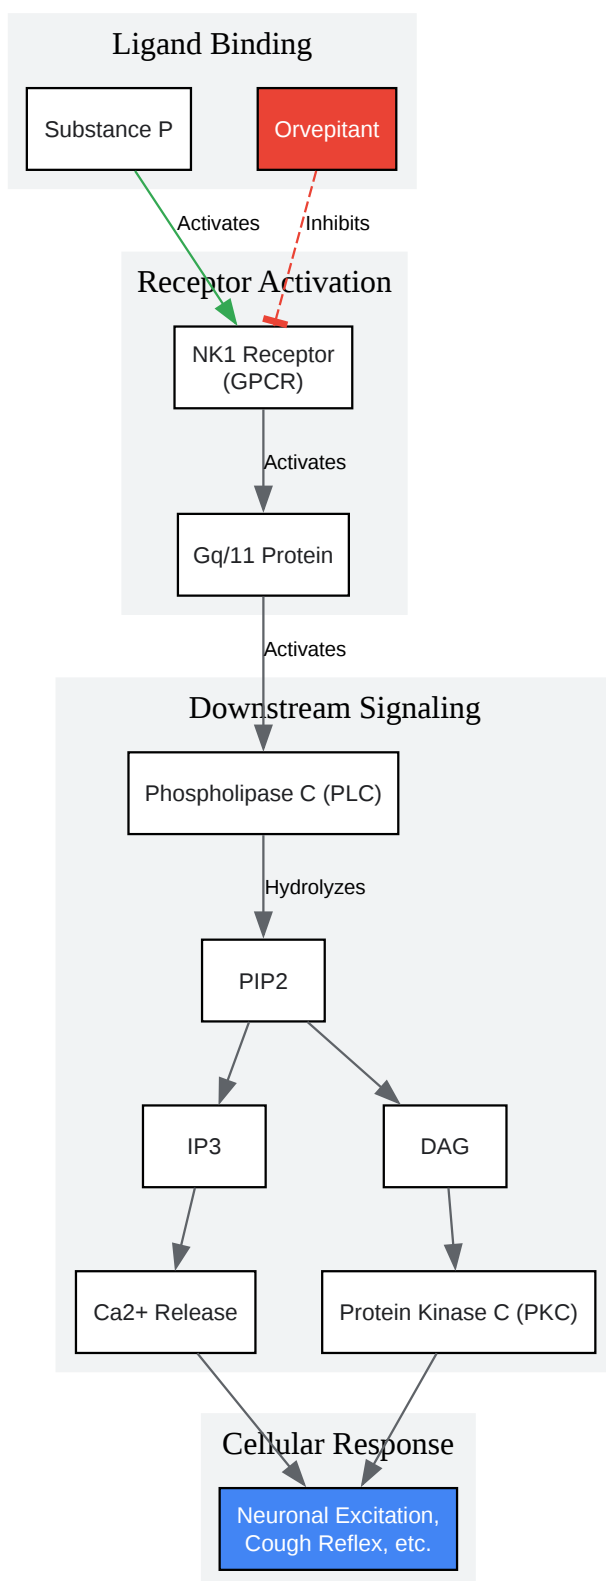 Ligand Binding
Substance P
Orvepitant
Activates
Inhibits
Receptor Activation
NK1 Receptor
(GPCR)
Activates
Gq/11 Protein
Activates
Downstream Signaling
Phospholipase C (PLC)
Hydrolyzes
PIP2
IP3
DAG
Ca2+ Release
Protein Kinase C (PKC)
Cellular Response
Neuronal Excitation,
Cough Reflex, etc.